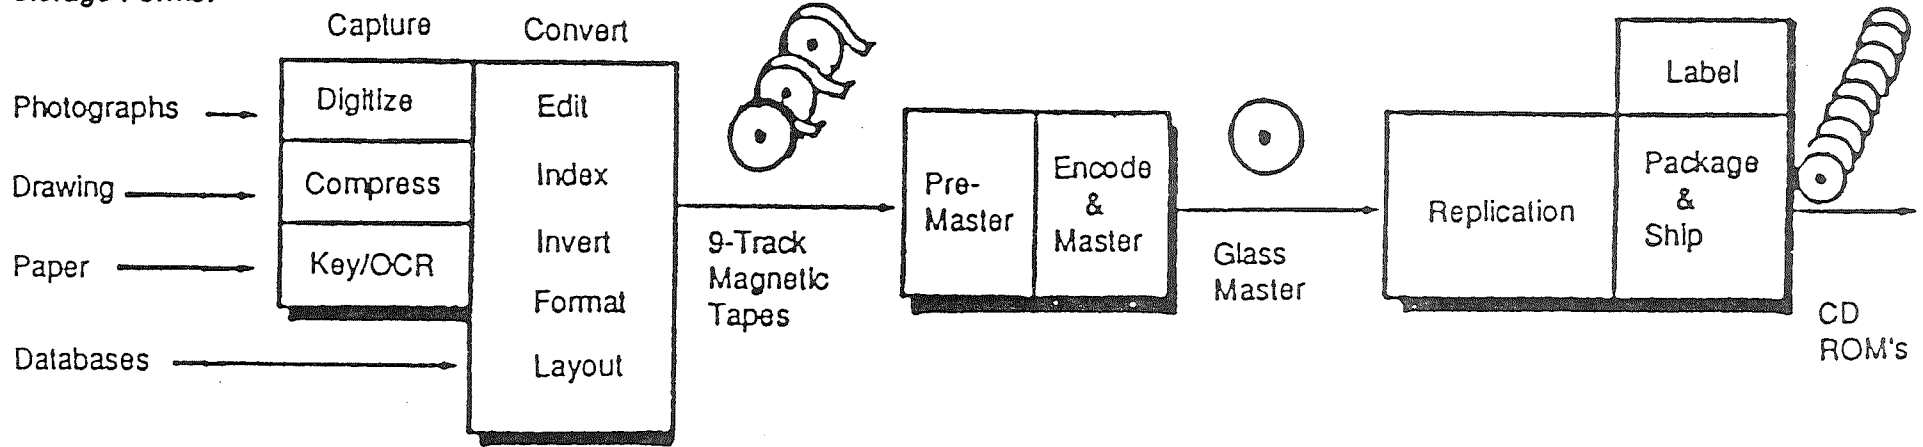 Capture
Convert
Photographs
Drawing
Paper
Databases
Digitize
Compress
Key/OCR
Edit
Index
Invert
Format
Layout
9-Track
Magnetic
Tapes
Pre-
Master
Encode
&
Master
Glass
Master
Replication
Label
Package
&
Ship
CD
ROM's